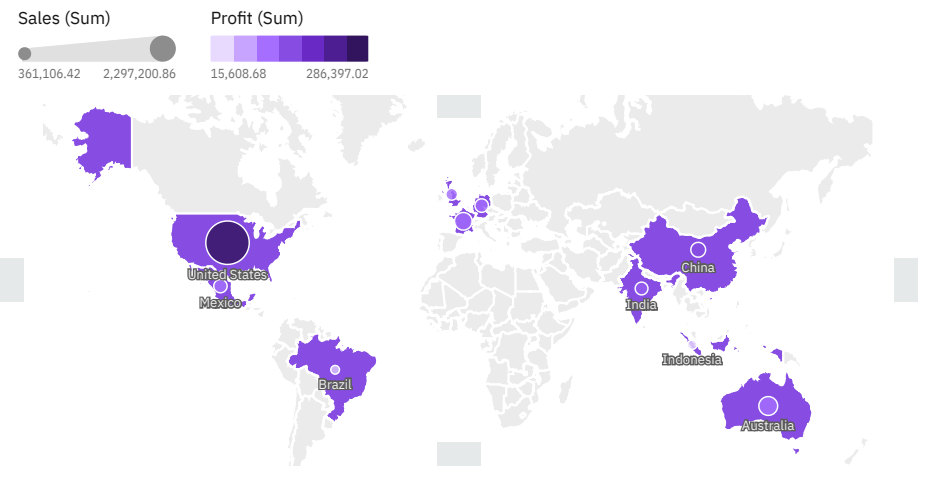 Sales (Sum)
Profit (Sum)
361,106.42
2,297,200.86
15,608.68
286,397.02
United States
Mexico
Brazil
China
India
Indonesia
Australia